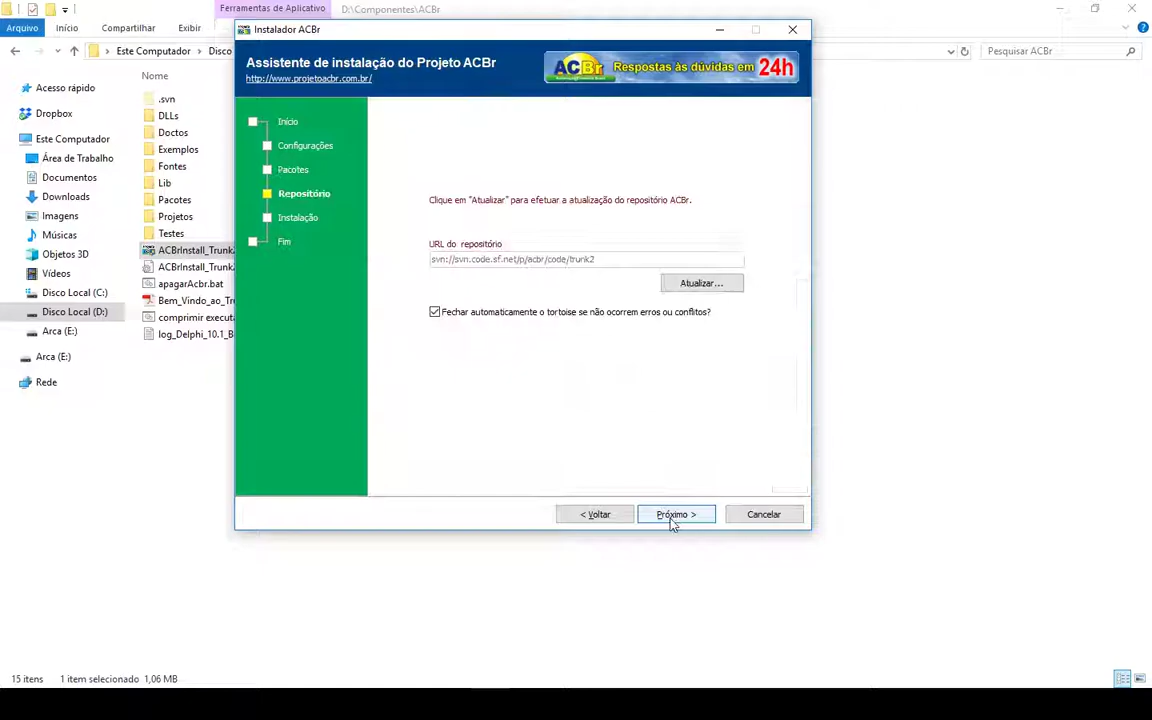 Ferramentas de Aplicativo
D:\Componentes\ACBr
Arquivo
Início
Compartilhar
Exibir
Aplicativo
Este Computador
Disco
Pesquisar ACBr
Acesso rápido
Dropbox
Este Computador
Área de Trabalho
Documentos
Downloads
Imagens
Músicas
Objetos 3D
Vídeos
Disco Local (C:)
Disco Local (D:)
Arca (E:)
Arca (E:)
Rede
Nome
.svn
DLLs
Doctos
Exemplos
Fontes
Lib
Pacotes
Projetos
Testes
ACBrInstall_Trunk
ACBrInstall_Trunk
apagarAcbr.bat
Bem_Vindo_ao_Tr
comprimir execut
log_Delphi_10.1_B
Instalador ACBr
Assistente de instalação do Projeto ACBr
http://www.projetoacbr.com.br/
ACBr
Respostas às dúvidas em 24h
Início
Configurações
Pacotes
Repositório
Instalação
Fim
Clique em "Atualizar" para efetuar a atualização do repositório ACBr.
URL do repositório
svn://svn.code.sf.net/p/acbr/code/trunk2
Atualizar...
Fechar automaticamente o tortoise se não ocorrem erros ou conflitos?
< Voltar
Próximo >
Cancelar
15 itens
1 item selecionado 1,06 MB